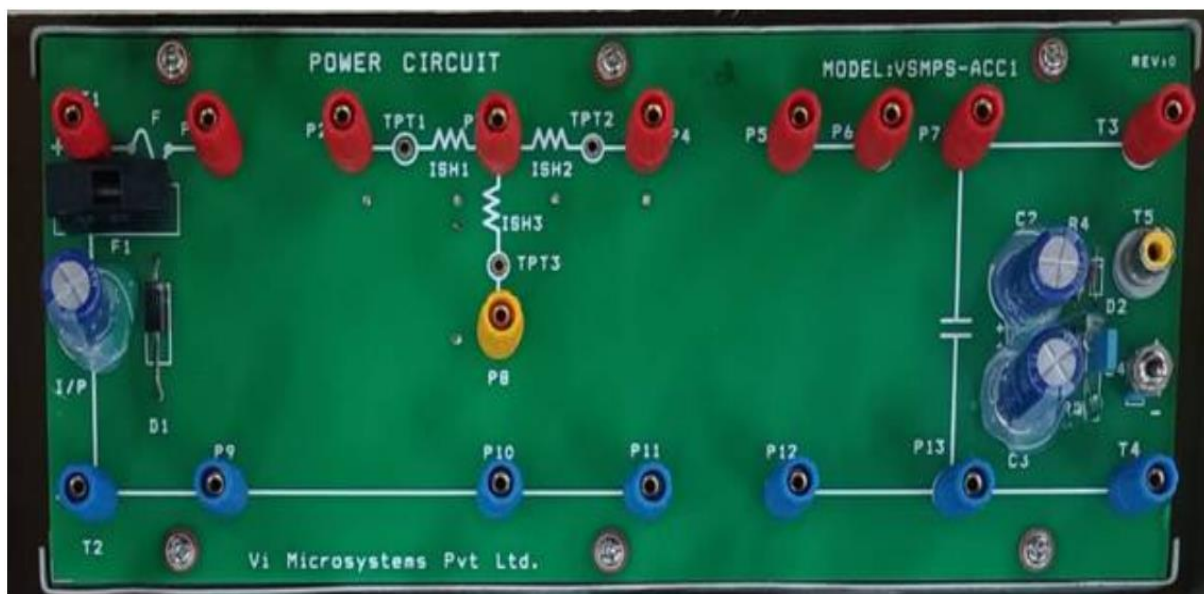 POWER CIRCUIT
MODEL:VSMPS-ACC1
REV:0
F
P2
TPT1
TPT2
P4
P5
P6
P7
T3
+
ISH1
ISH2
ISH3
F1
TPT3
C2
R4
T5
D2
I/P
P8
D1
-
P9
P10
P11
P12
P13
C3
T4
T2
Vi Microsystems Pvt Ltd.